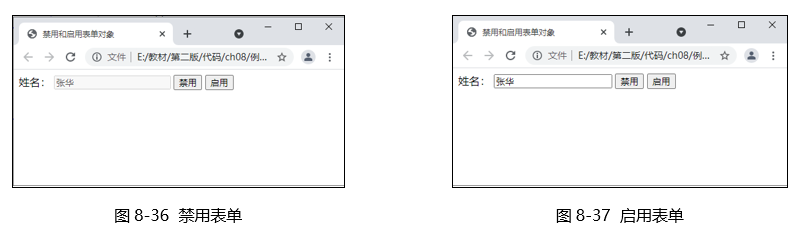 禁用和启用表单对象
文件 | E:/教材/第二版/代码/ch08/例...
姓名： 张华 禁用 启用
图 8-36 禁用表单
禁用和启用表单对象
文件 | E:/教材/第二版/代码/ch08/例...
姓名： 张华 禁用 启用
图 8-37 启用表单